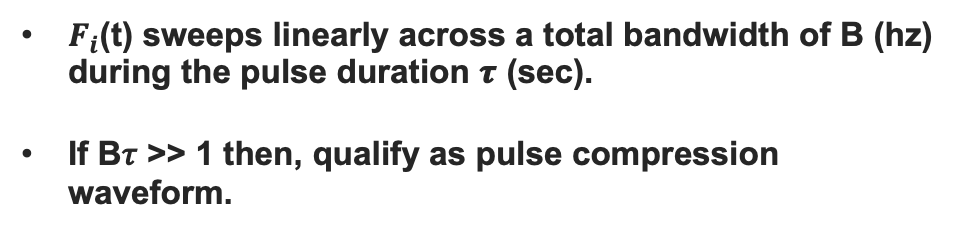 • 𝑭𝒊(t) sweeps linearly across a total bandwidth of B (hz)
during the pulse duration 𝝉 (sec).
• If B𝝉 >> 1 then, qualify as pulse compression
waveform.